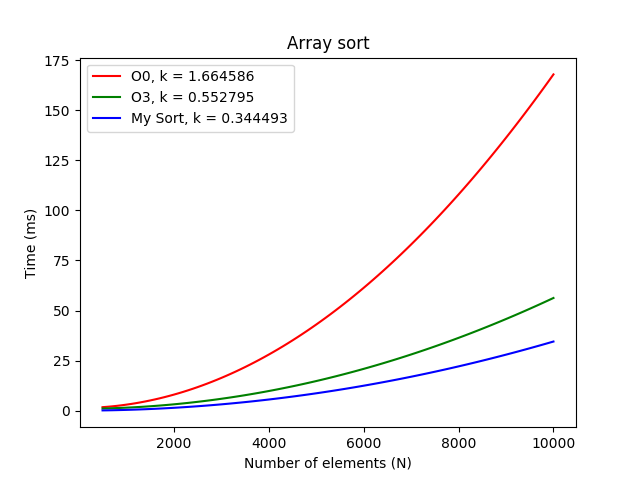 Array sort
O0, k = 1.664586
O3, k = 0.552795
My Sort, k = 0.344493
Time (ms)
175
150
125
100
75
50
25
0
2000 4000 6000 8000 10000
Number of elements (N)